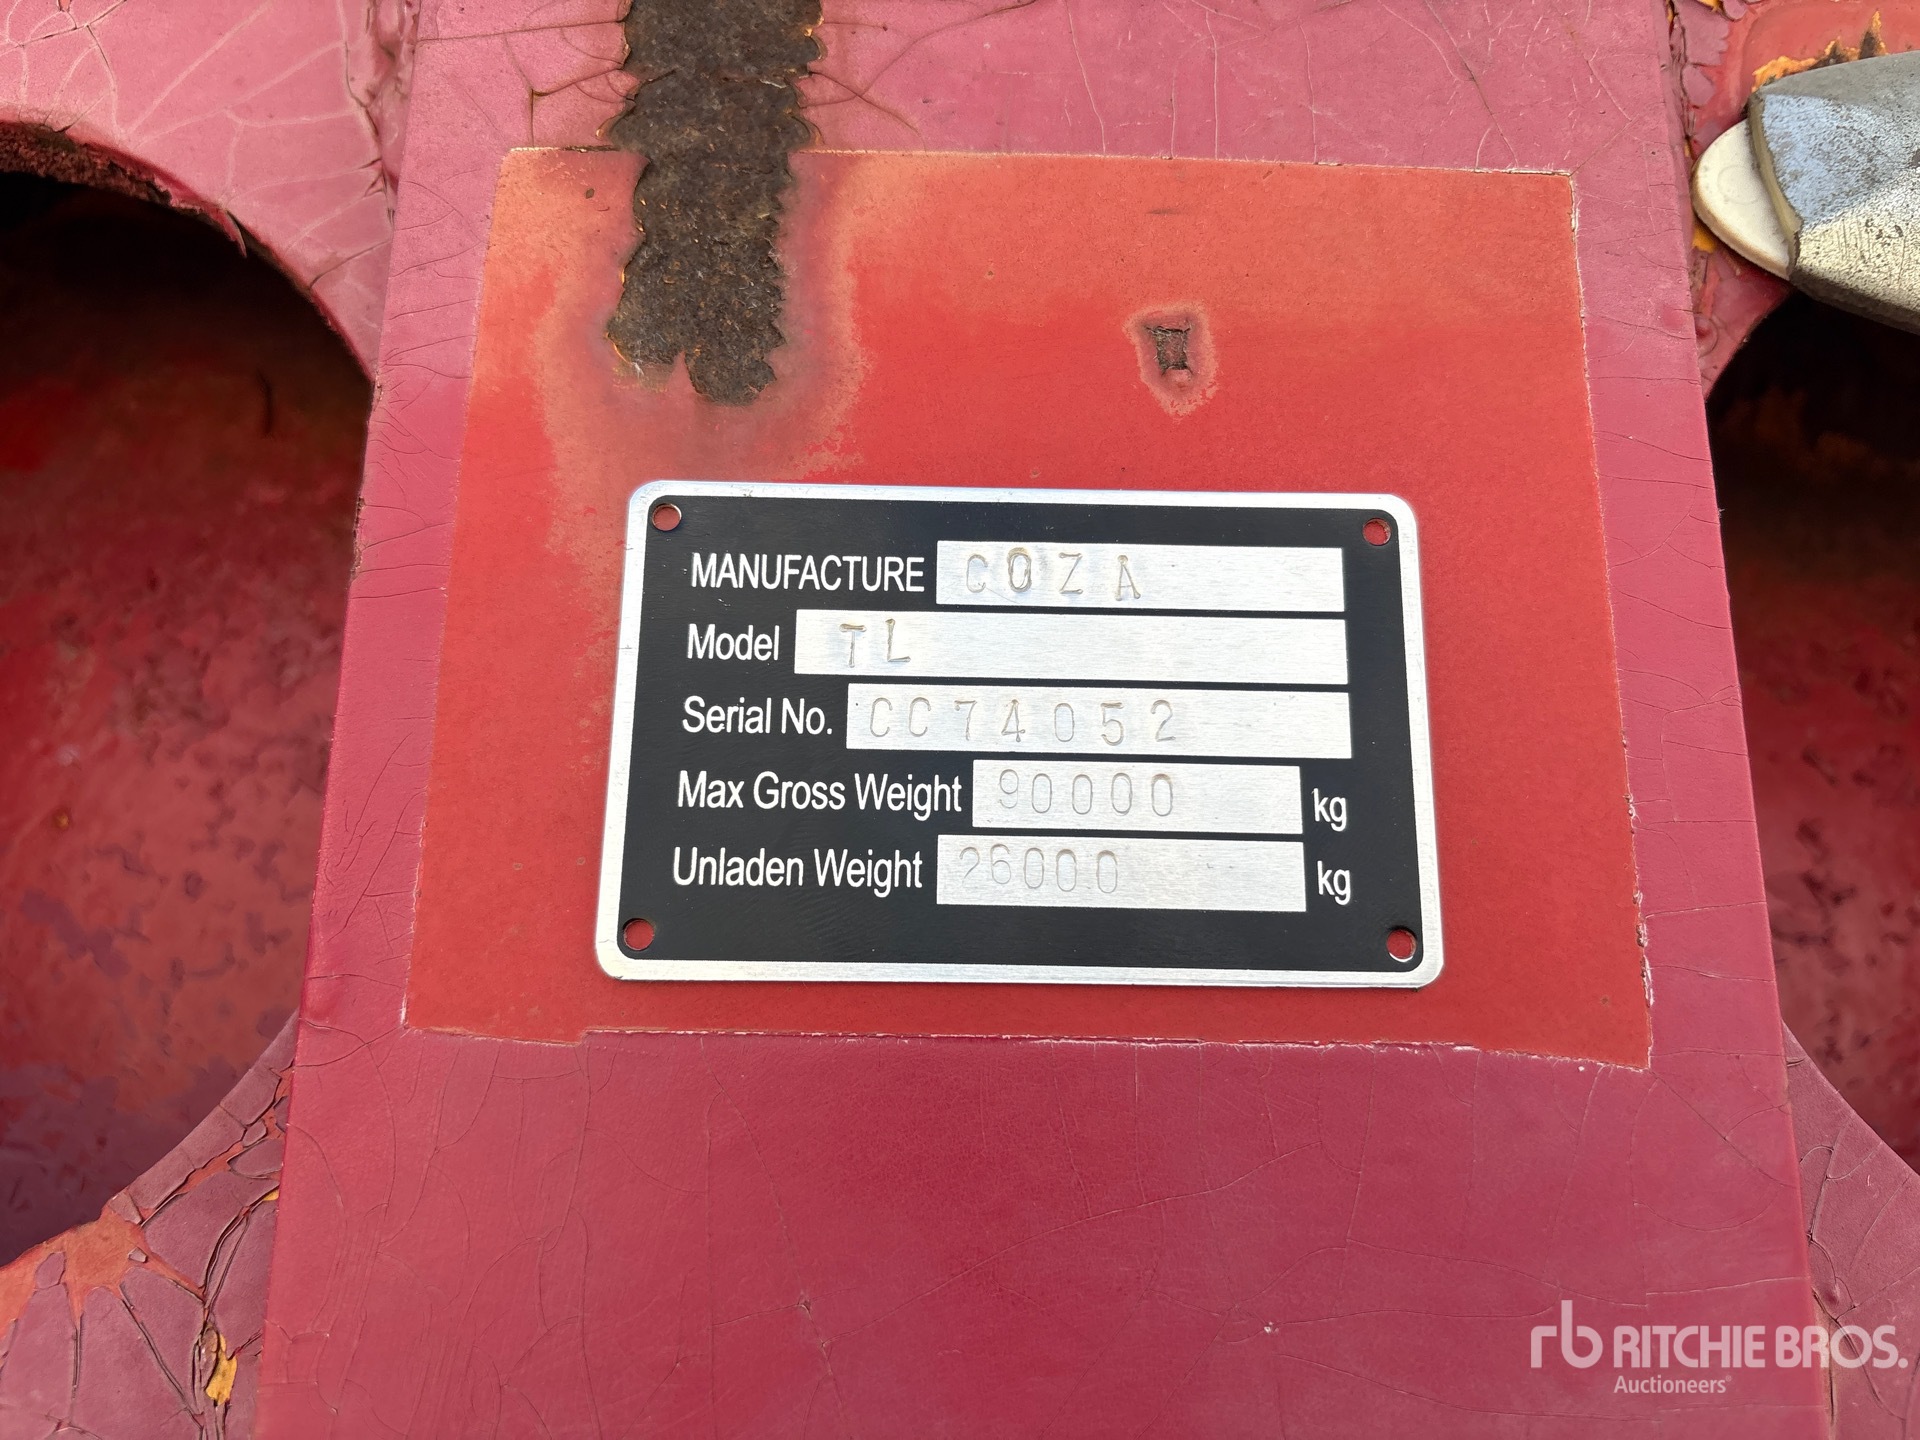 MANUFACTURE COZA
Model TL
Serial No. CC74052
Max Gross Weight 90000 kg
Unladen Weight 26000 kg
rb RITCHIE BROS.
Auctioneers